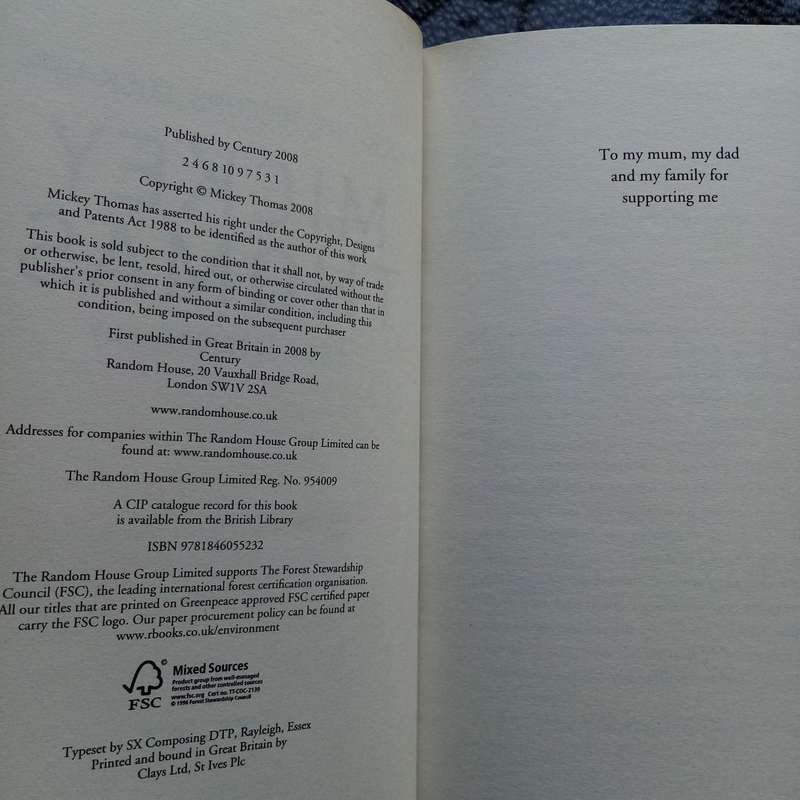 Published by Century 2008
2 4 6 8 10 9 7 5 3 1
Copyright © Mickey Thomas 2008
Mickey Thomas has asserted his right under the Copyright, Designs
and Patents Act 1988 to be identified as the author of this work
This book is sold subject to the condition that it shall not, by way of trade
or otherwise, be lent, resold, hired out, or otherwise circulated without the
publisher's prior consent in any form of binding or cover other than that in
which it is published and without a similar condition, including this
condition, being imposed on the subsequent purchaser
First published in Great Britain in 2008 by
Century
Random House, 20 Vauxhall Bridge Road,
London SW1V 2SA
www.randomhouse.co.uk
Addresses for companies within The Random House Group Limited can be
found at: www.randomhouse.co.uk
The Random House Group Limited Reg. No. 954009
A CIP catalogue record for this book
is available from the British Library
ISBN 9781846055232
The Random House Group Limited supports The Forest Stewardship
Council (FSC), the leading international forest certification organisation.
All our titles that are printed on Greenpeace approved FSC certified paper
carry the FSC logo. Our paper procurement policy can be found at
www.rbooks.co.uk/environment
FSC
Mixed Sources
Product group from well-managed
forests and other controlled sources
www.fsc.org Cert no. TT-COC-2139
© 1996 Forest Stewardship Council
Typeset by SX Composing DTP, Rayleigh, Essex
Printed and bound in Great Britain by
Clays Ltd, St Ives Plc
To my mum, my dad
and my family for
supporting me